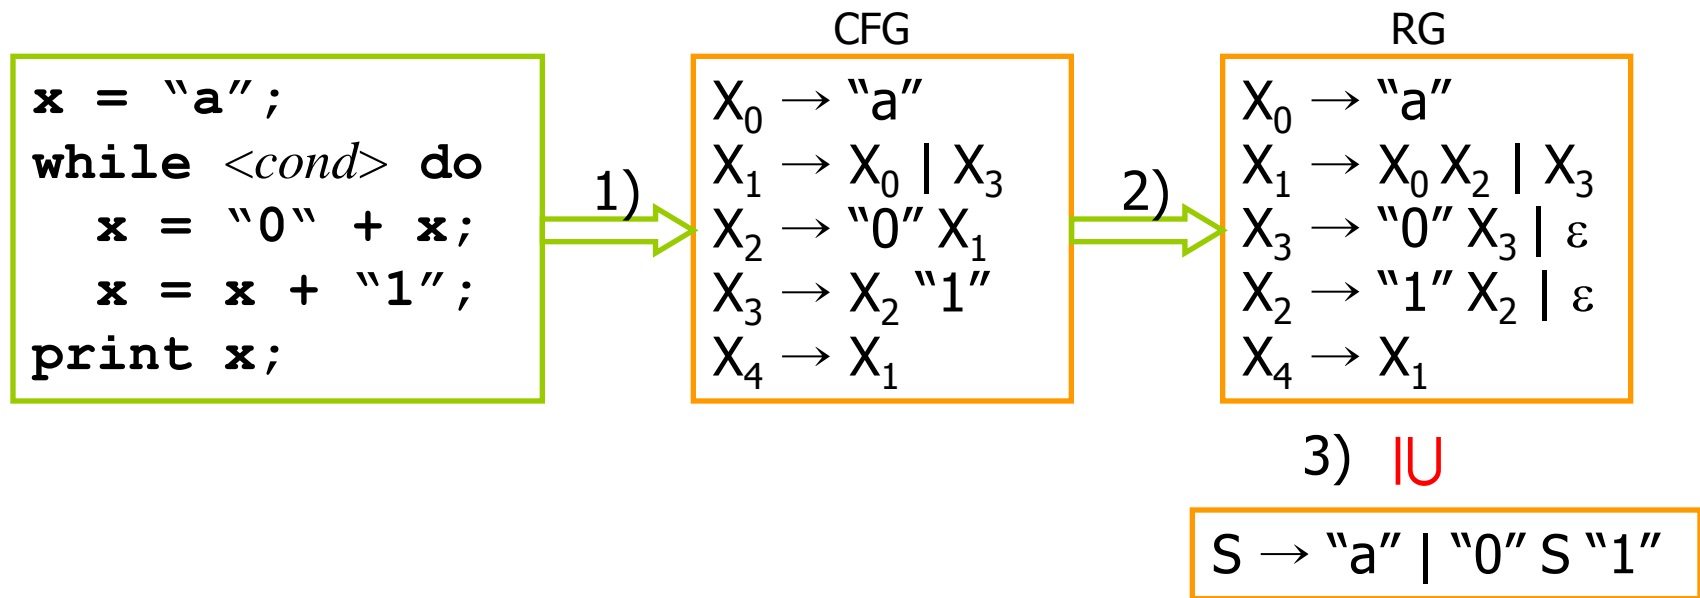 x = “a”;
while <cond> do
x = “0“ + x;
x = x + “1”;
print x;
1)
CFG
X₀ → “a”
X₁ → X₀ | X₃
X₂ → “0” X₁
X₃ → X₂ “1”
X₄ → X₁
2)
RG
X₀ → “a”
X₁ → X₀ X₂ | X₃
X₃ → “0” X₃ | ε
X₂ → “1” X₂ | ε
X₄ → X₁
3) |∪
S → “a” | “0” S “1”